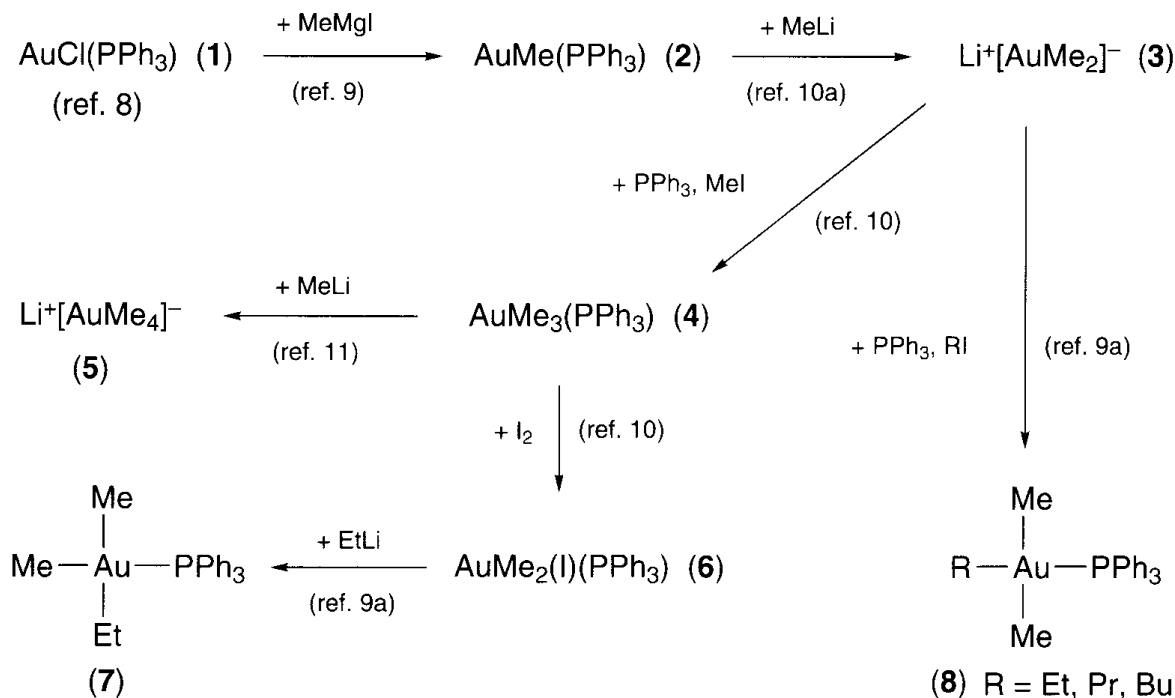 + MeMgI
+ MeLi
AuCl(PPh₃) (1)
AuMe(PPh₃) (2)
Li⁺[AuMe₂]⁻ (3)
(ref. 8)
(ref. 9)
(ref. 10a)
+ PPh₃, MeI
(ref. 10)
+ MeLi
Li⁺[AuMe₄]⁻
AuMe₃(PPh₃) (4)
(ref. 11)
(5)
+ PPh₃, RI
(ref. 9a)
+ I₂
(ref. 10)
Me
Me
+ EtLi
Me Au PPh₃
AuMe₂(I)(PPh₃) (6)
R Au PPh₃
(ref. 9a)
Et
Me
(7)
(8) R = Et, Pr, Bu